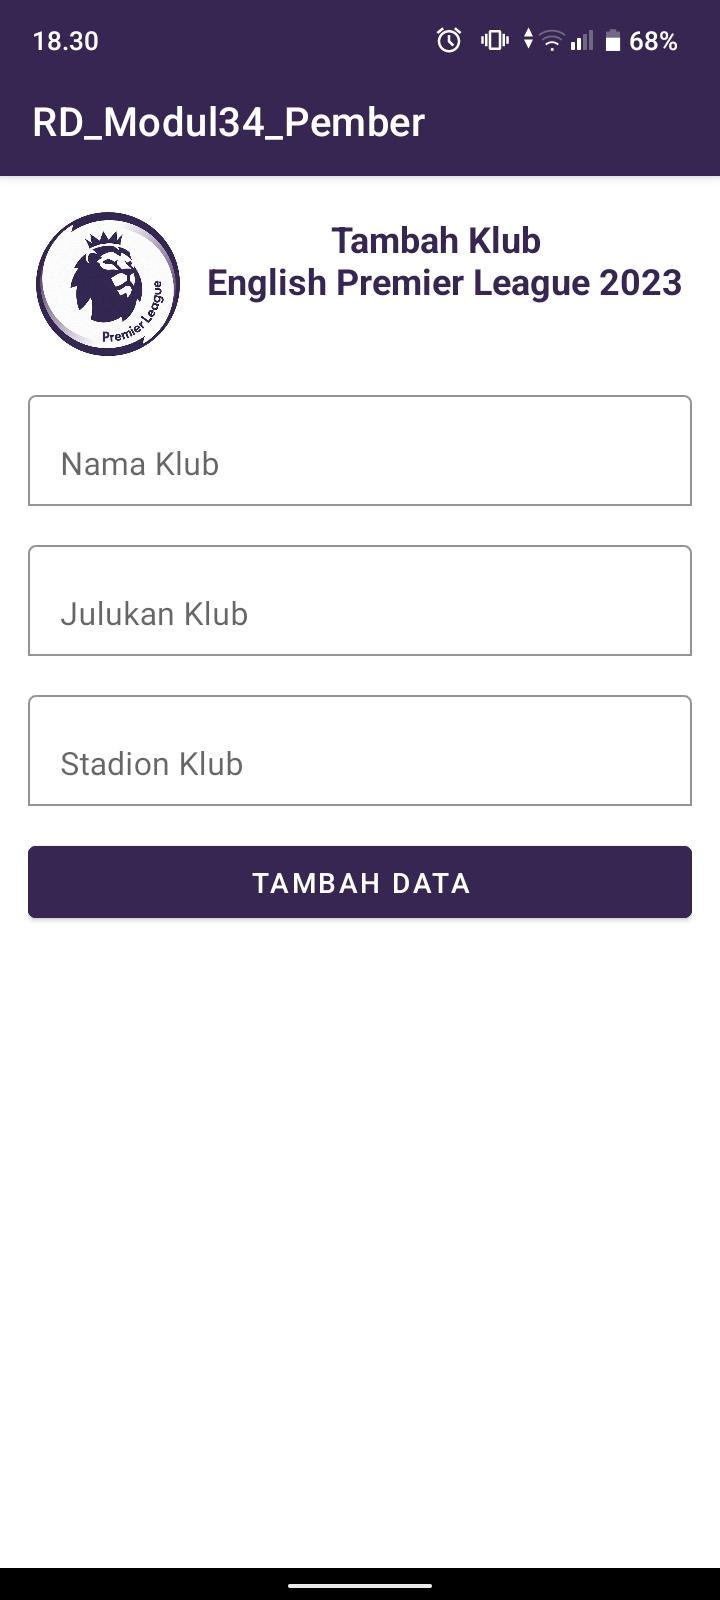 18.30
68%
RD_Modul34_Pember
Premier League
Tambah Klub
English Premier League 2023
Nama Klub
Julukan Klub
Stadion Klub
TAMBAH DATA